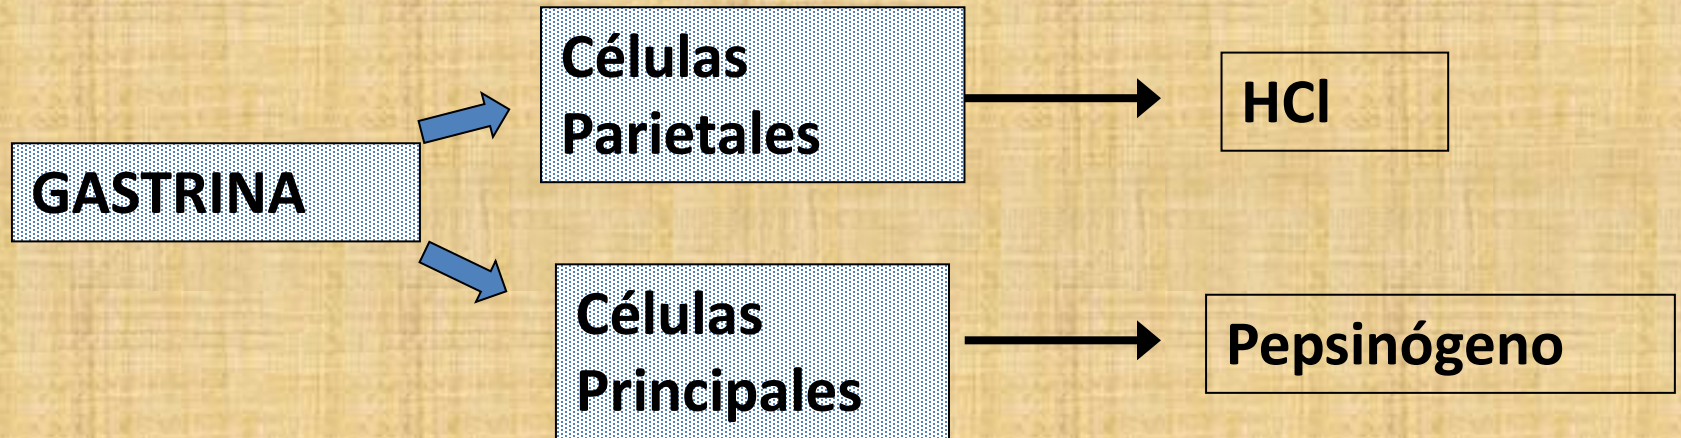 Células
Parietales
HCl
GASTRINA
Células
Principales
Pepsinógeno